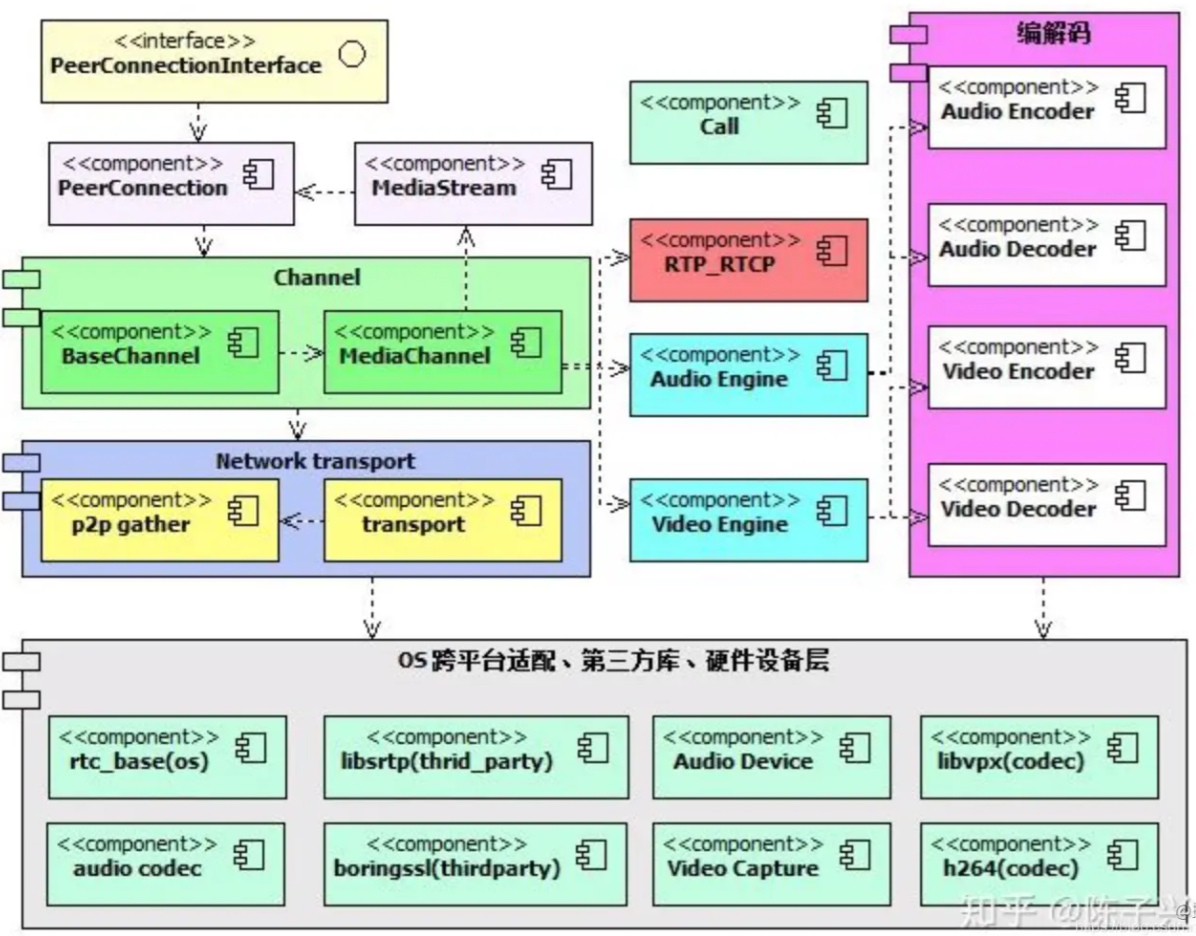 <<interface>>
PeerConnectionInterface
<<component>>
PeerConnection
<<component>>
MediaStream
Channel
<<component>>
BaseChannel
<<component>>
MediaChannel
Network transport
<<component>>
p2p gather
<<component>>
transport
<<component>>
Call
<<component>>
RTP_RTCP
<<component>>
Audio Engine
<<component>>
Video Engine
编解码
<<component>>
Audio Encoder
<<component>>
Audio Decoder
<<component>>
Video Encoder
<<component>>
Video Decoder
OS跨平台适配、第三方库、硬件设备层
<<component>>
rtc_base(os)
<<component>>
libsrtp(thrid_party)
<<component>>
Audio Device
<<component>>
libvpx(codec)
<<component>>
audio codec
<<component>>
boringssl(thirdparty)
<<component>>
Video Capture
<<component>>
h264(codec)
知乎 @陈子兴